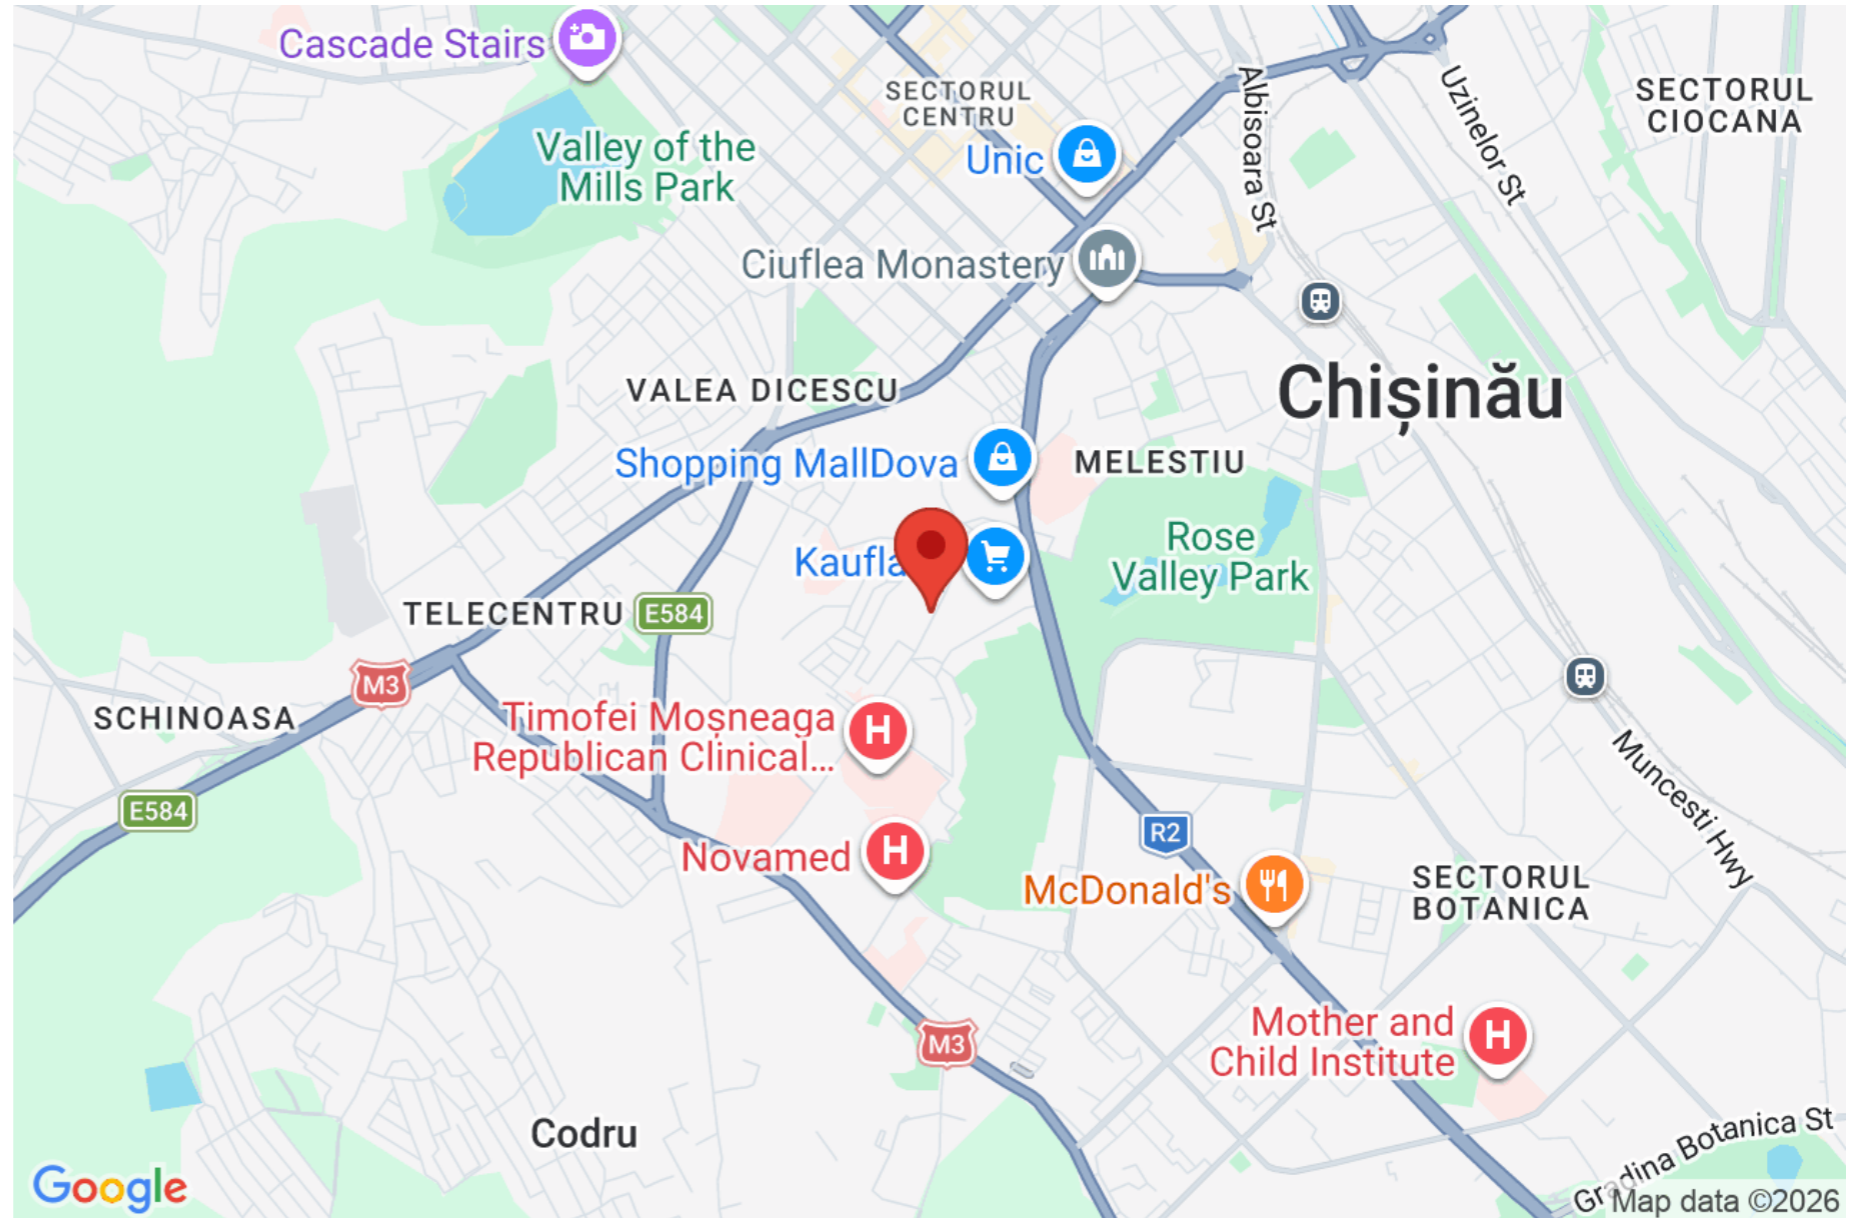 Cascade Stairs
SECTORUL
CENTRU
Albisoara St
Uzinelor St
SECTORUL
CIOCANA
Valley of the
Mills Park
Unic
Ciuflea Monastery
Chișinău
VALEA DICESCU
Shopping MallDova
MELESTIU
Rose
Valley Park
TELECENTRU
E584
M3
SCHINOASA
Timofei Moșneaga
Republican Clinical...
E584
Novamed
R2
McDonald's
Muncesti Hwy
SECTORUL
BOTANICA
M3
Mother and
Child Institute
Codru
Gradina Botanica St
Google
Map data ©2026